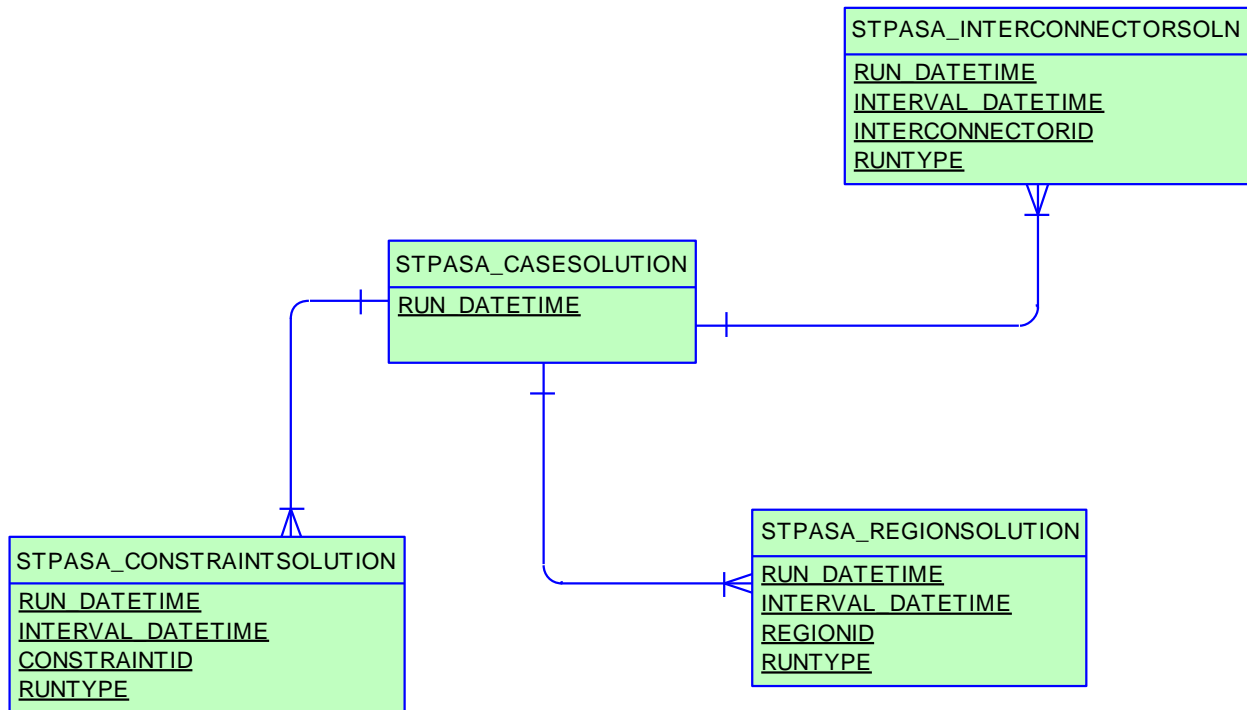 STPASA_INTERCONNECTORSOLN
RUN_DATETIME
INTERVAL_DATETIME
INTERCONNECTORID
RUNTYPE
STPASA_CASESOLUTION
RUN_DATETIME
STPASA_CONSTRAINTSOLUTION
RUN_DATETIME
INTERVAL_DATETIME
CONSTRAINTID
RUNTYPE
STPASA_REGIONSOLUTION
RUN_DATETIME
INTERVAL_DATETIME
REGIONID
RUNTYPE